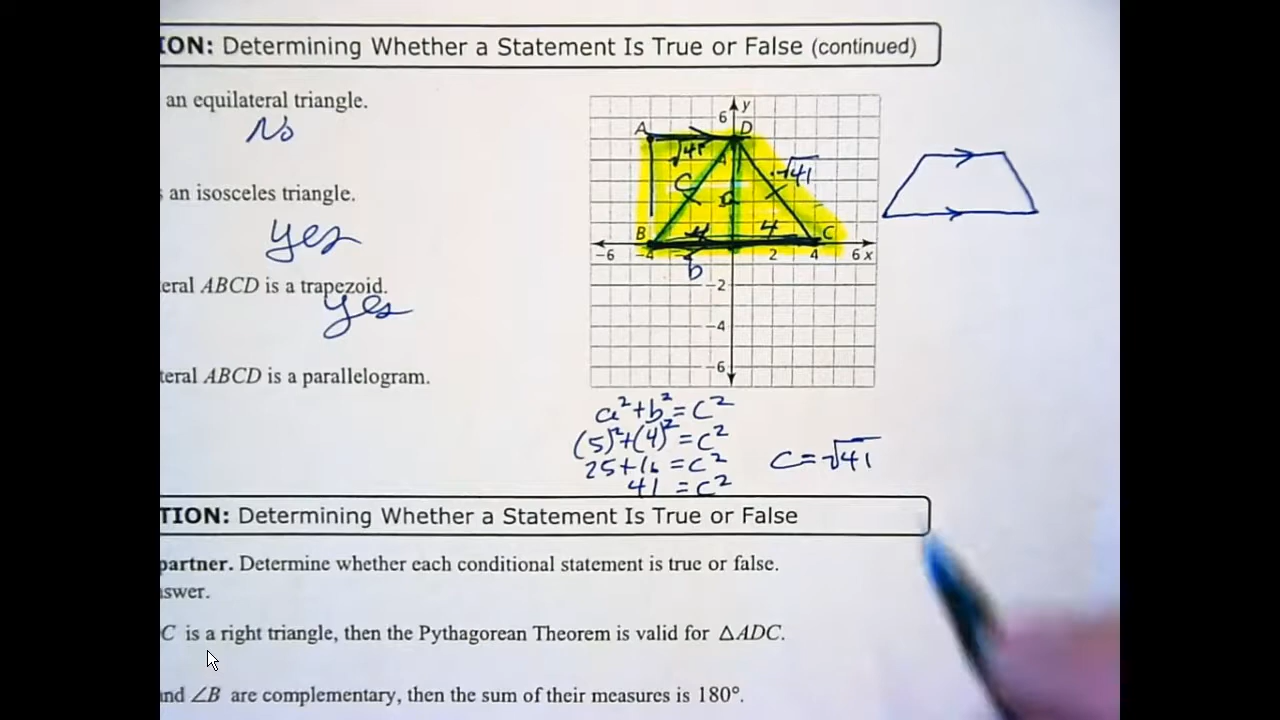 ION: Determining Whether a Statement Is True or False (continued)
an equilateral triangle.
No
s an isosceles triangle.
yes
eral ABCD is a trapezoid.
yes
teral ABCD is a parallelogram.
y
6
A
D
√41
√41
C
a
B
4
4
C
-6
-4
2
4
6 x
b
-2
-4
-6
a²+b²=c²
(5)²+(4)²=c²
25+16=c²
41=c²
c=√41
TION: Determining Whether a Statement Is True or False
partner. Determine whether each conditional statement is true or false.
swer.
C is a right triangle, then the Pythagorean Theorem is valid for △ADC.
and ∠B are complementary, then the sum of their measures is 180°.